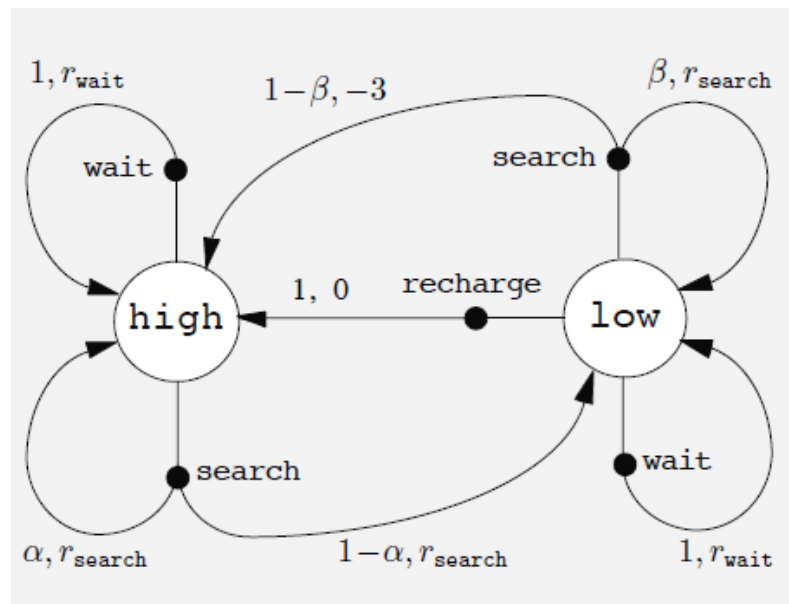 1, r_wait
1−β, −3
β, r_search
wait
search
1, 0
recharge
high
low
search
wait
α, r_search
1−α, r_search
1, r_wait